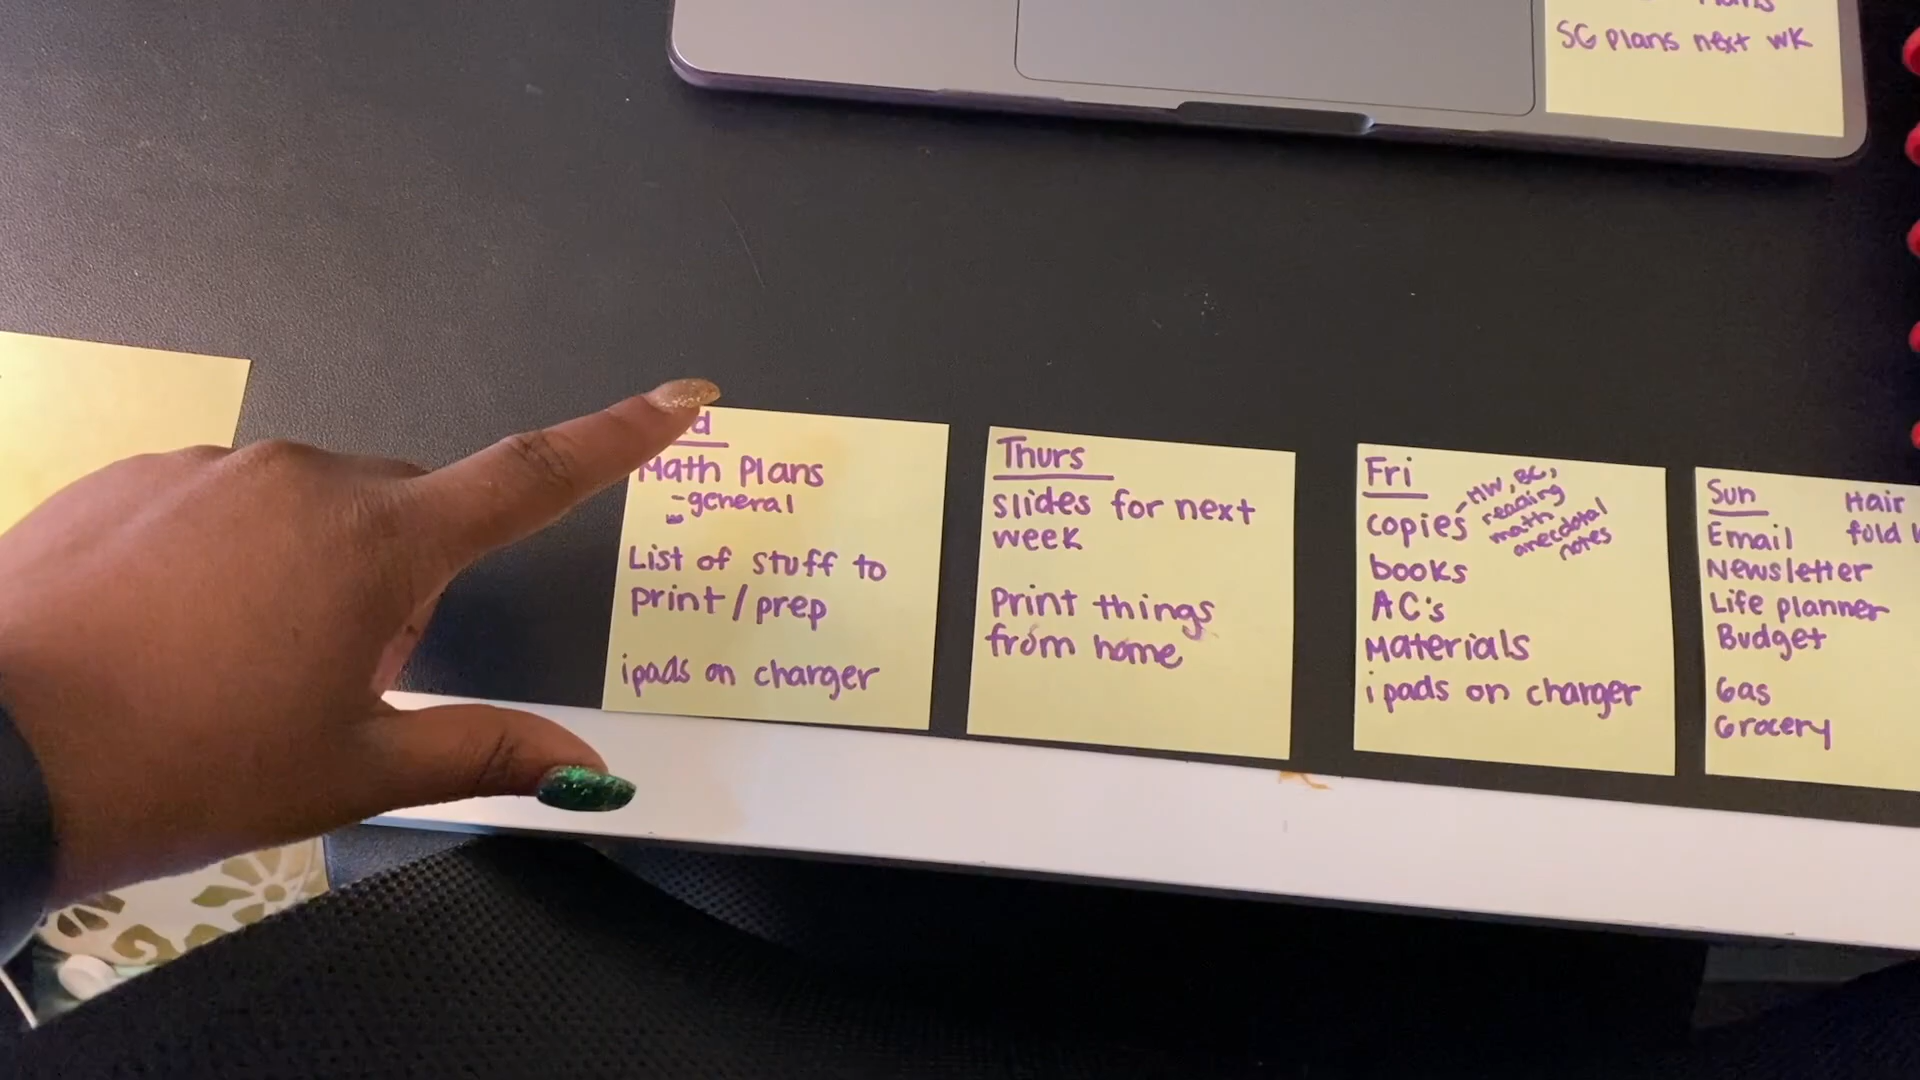 SG plans next wk
Math Plans
-general
List of stuff to
print/prep
ipads on charger
Thurs
slides for next
week
Print things
from home
Fri
copies
HW, BC,
reading
math
anecdotal
notes
books
AC's
Materials
ipads on charger
Sun
Email
Newsletter
Life planner
Budget
Gas
Grocery
Hair
fold